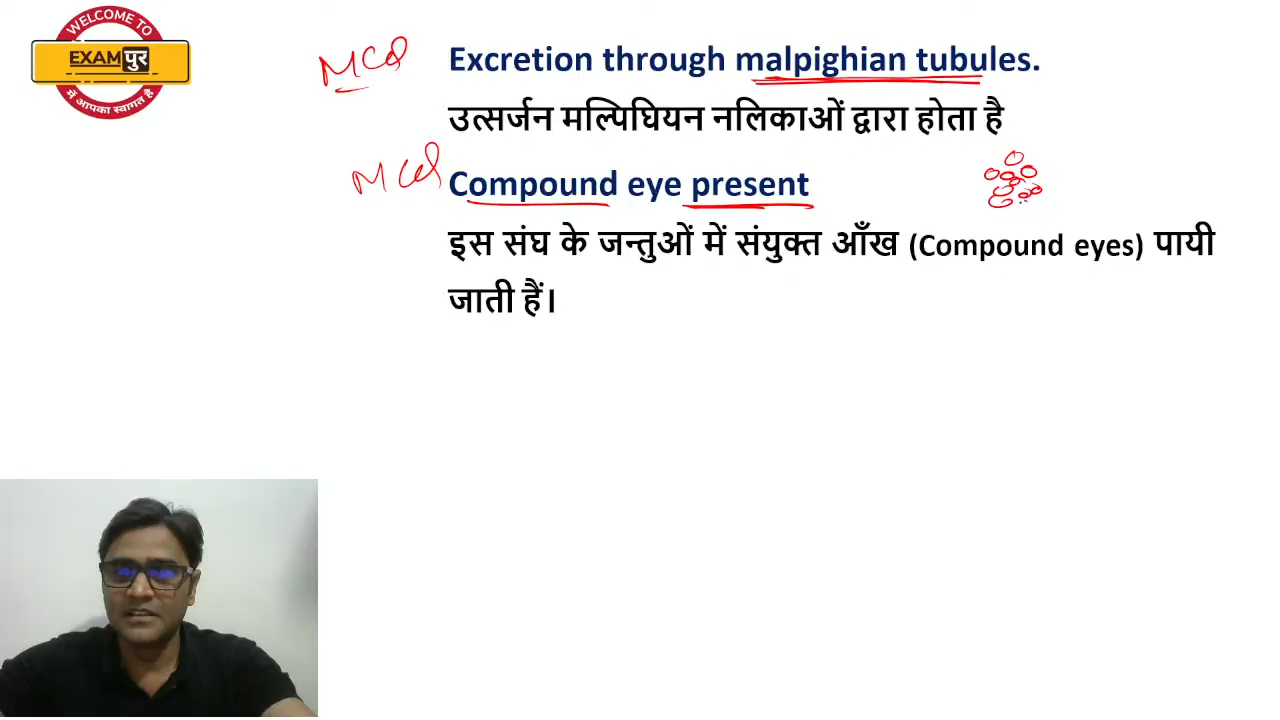 WELCOME TO
EXAMपुर
में आपका स्वागत है
MCQ
Excretion through malpighian tubules.
उत्सर्जन मल्पिघियन नलिकाओं द्वारा होता है
MCQ
Compound eye present
इस संघ के जन्तुओं में संयुक्त आँख (Compound eyes) पायी
जाती हैं।